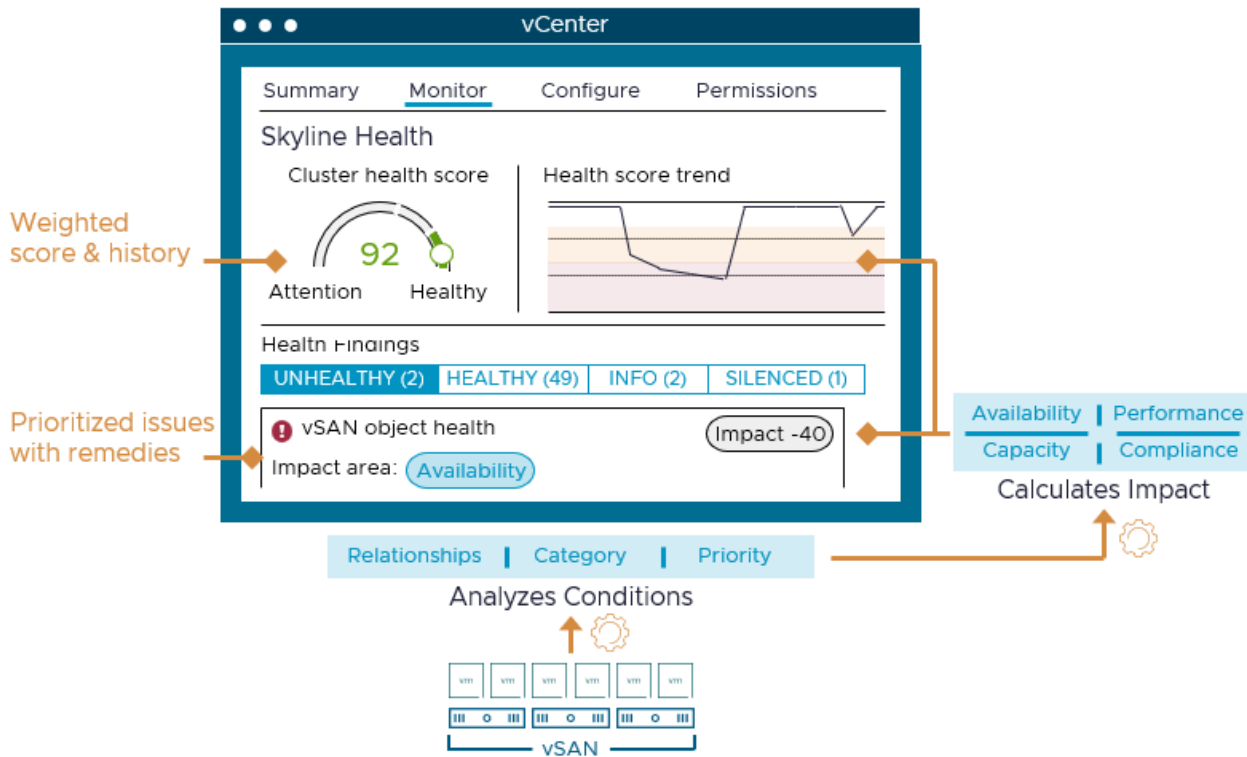 vCenter
Summary Monitor Configure Permissions
Skyline Health
Cluster health score
Health score trend
Weighted
score & history
92
Attention Healthy
Health Findings
UNHEALTHY (2) HEALTHY (49) INFO (2) SILENCED (1)
Prioritized issues
with remedies
vSAN object health
Impact -40
Impact area: Availability
Availability | Performance
Capacity | Compliance
Calculates Impact
Relationships | Category | Priority
Analyzes Conditions
vm vm vm vm vm vm
vSAN